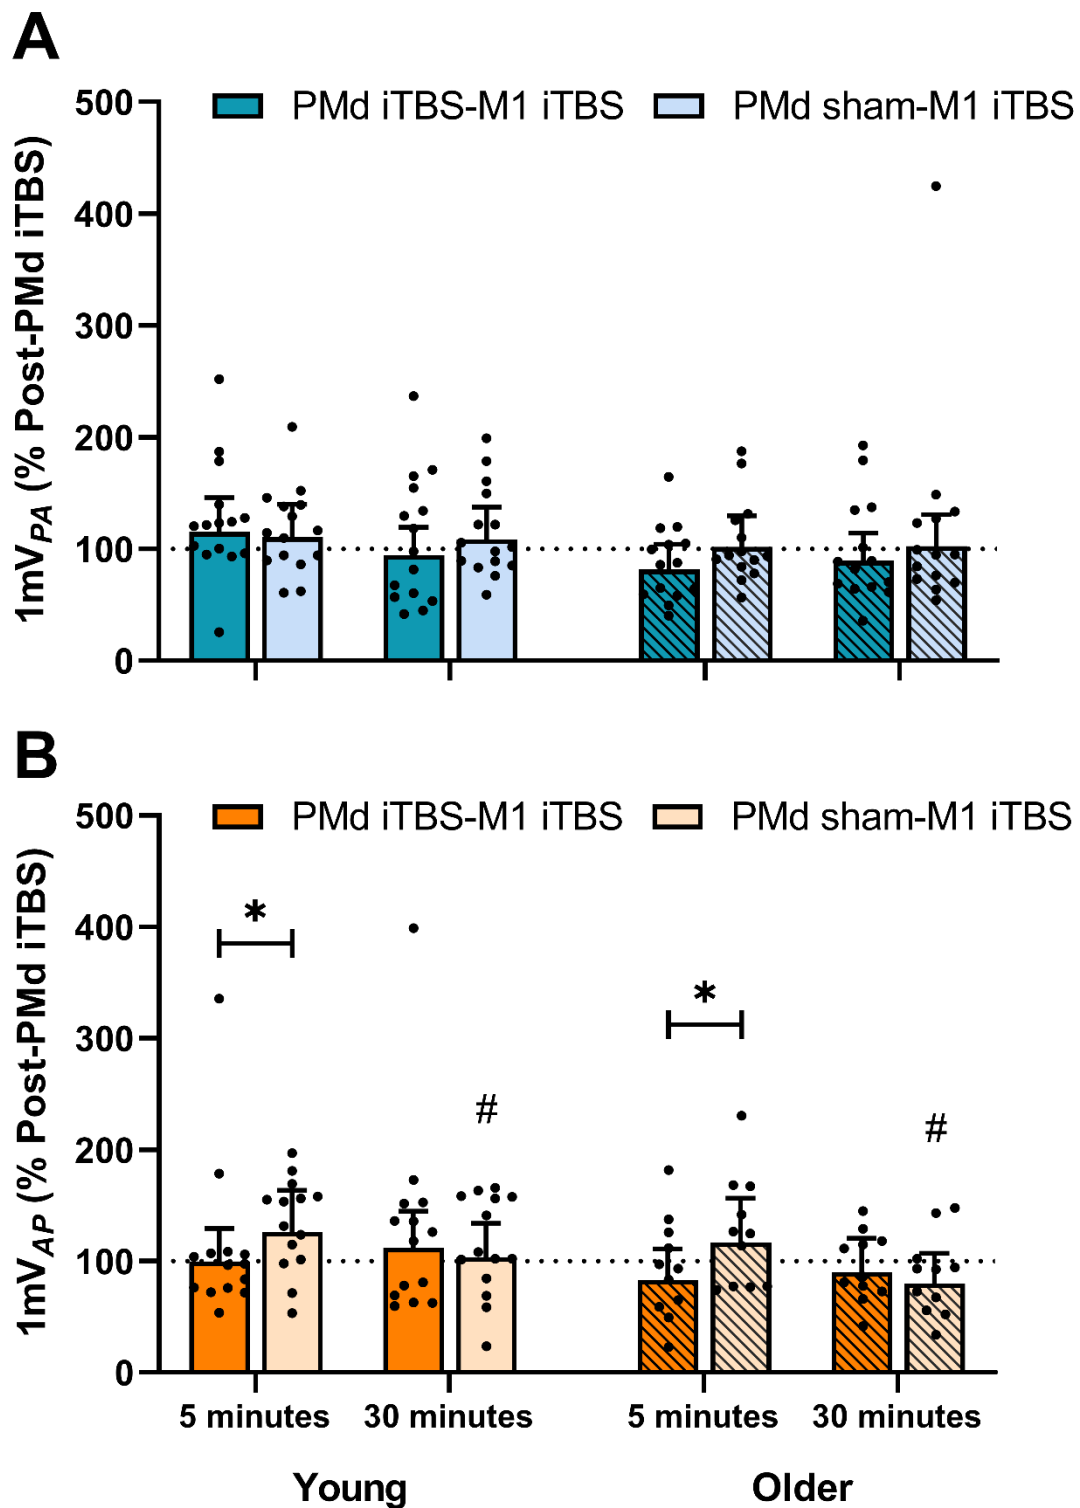 A
PMd iTBS-M1 iTBS PMd sham-M1 iTBS
1mVPA (% Post-PMd iTBS)
500
400
300
200
100
0
B
PMd iTBS-M1 iTBS PMd sham-M1 iTBS
1mVAP (% Post-PMd iTBS)
500
400
300
200
100
0
*
*
#
#
5 minutes 30 minutes 5 minutes 30 minutes
Young Older